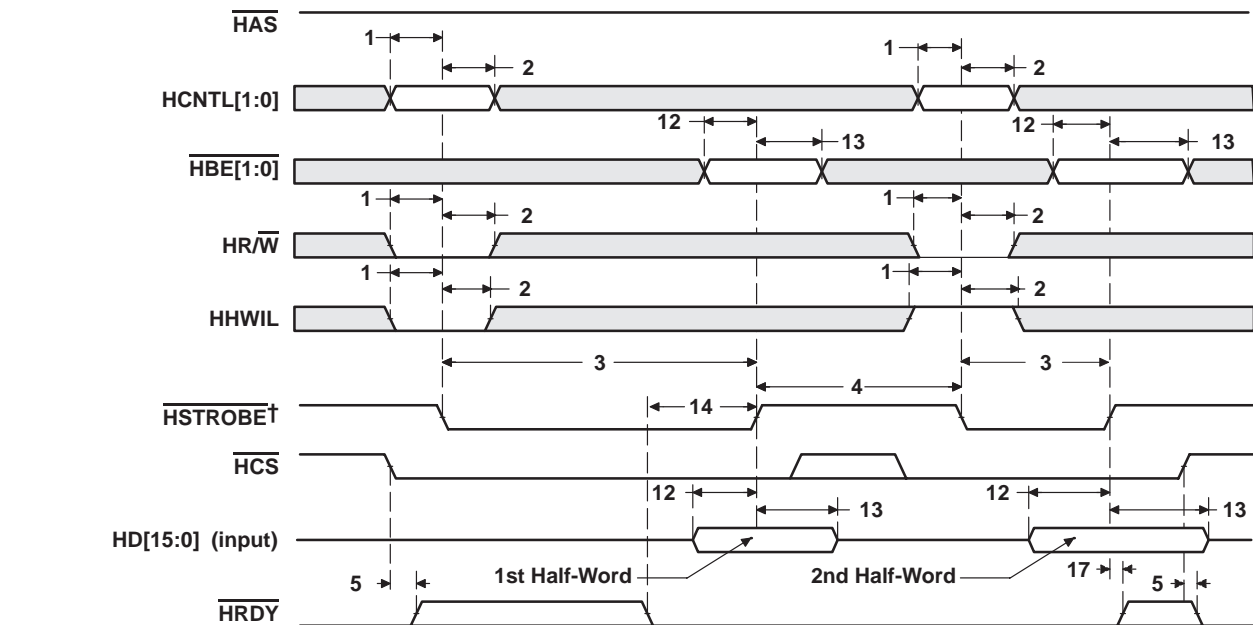 HAS
1
1
2
2
HCNTL[1:0]
12
12
13
13
HBE[1:0]
1
1
2
2
HR/W
1
1
2
2
HHWIL
3
3
4
14
HSTROBE†
HCS
12
12
13
13
HD[15:0] (input)
1st Half-Word
2nd Half-Word
17
5
5
HRDY